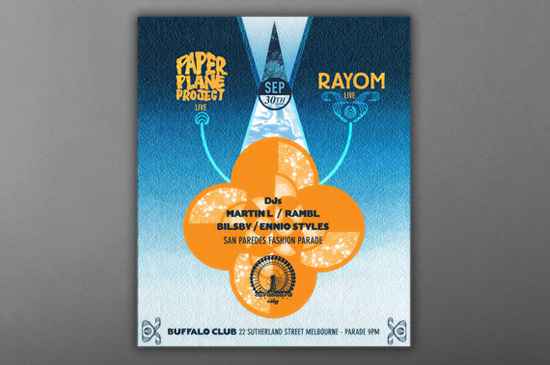 PAPER
PLANE
PROJECT
LIVE
SEP
30TH
RAYOM
LIVE
DJs
MARTIN L / RAMBL
BILSBY / ENNIO STYLES
SAN PAREDES FASHION PARADE
city
BUFFALO CLUB 22 SUTHERLAND STREET MELBOURNE - PARADE 9PM